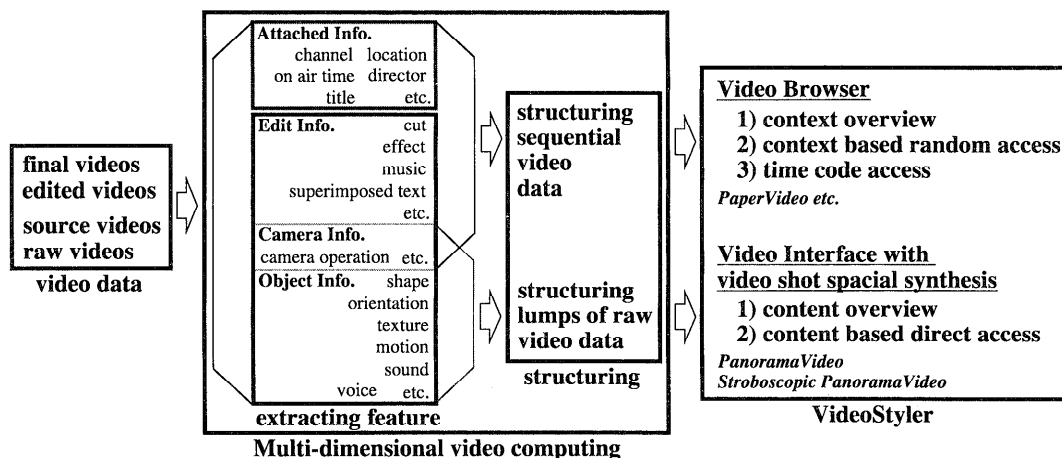 final videos
edited videos
source videos
raw videos
video data
Attached Info.
channel location
on air time director
title etc.
Edit Info. cut
effect
music
superimposed text
etc.
Camera Info.
camera operation etc.
Object Info. shape
orientation
texture
motion
sound
voice etc.
extracting feature
structuring
sequential
video
data
structuring
lumps of raw
video data
structuring
Multi-dimensional video computing
Video Browser
1) context overview
2) context based random access
3) time code access
PaperVideo etc.
Video Interface with
video shot spacial synthesis
1) content overview
2) content based direct access
PanoramaVideo
Stroboscopic PanoramaVideo
VideoStyler